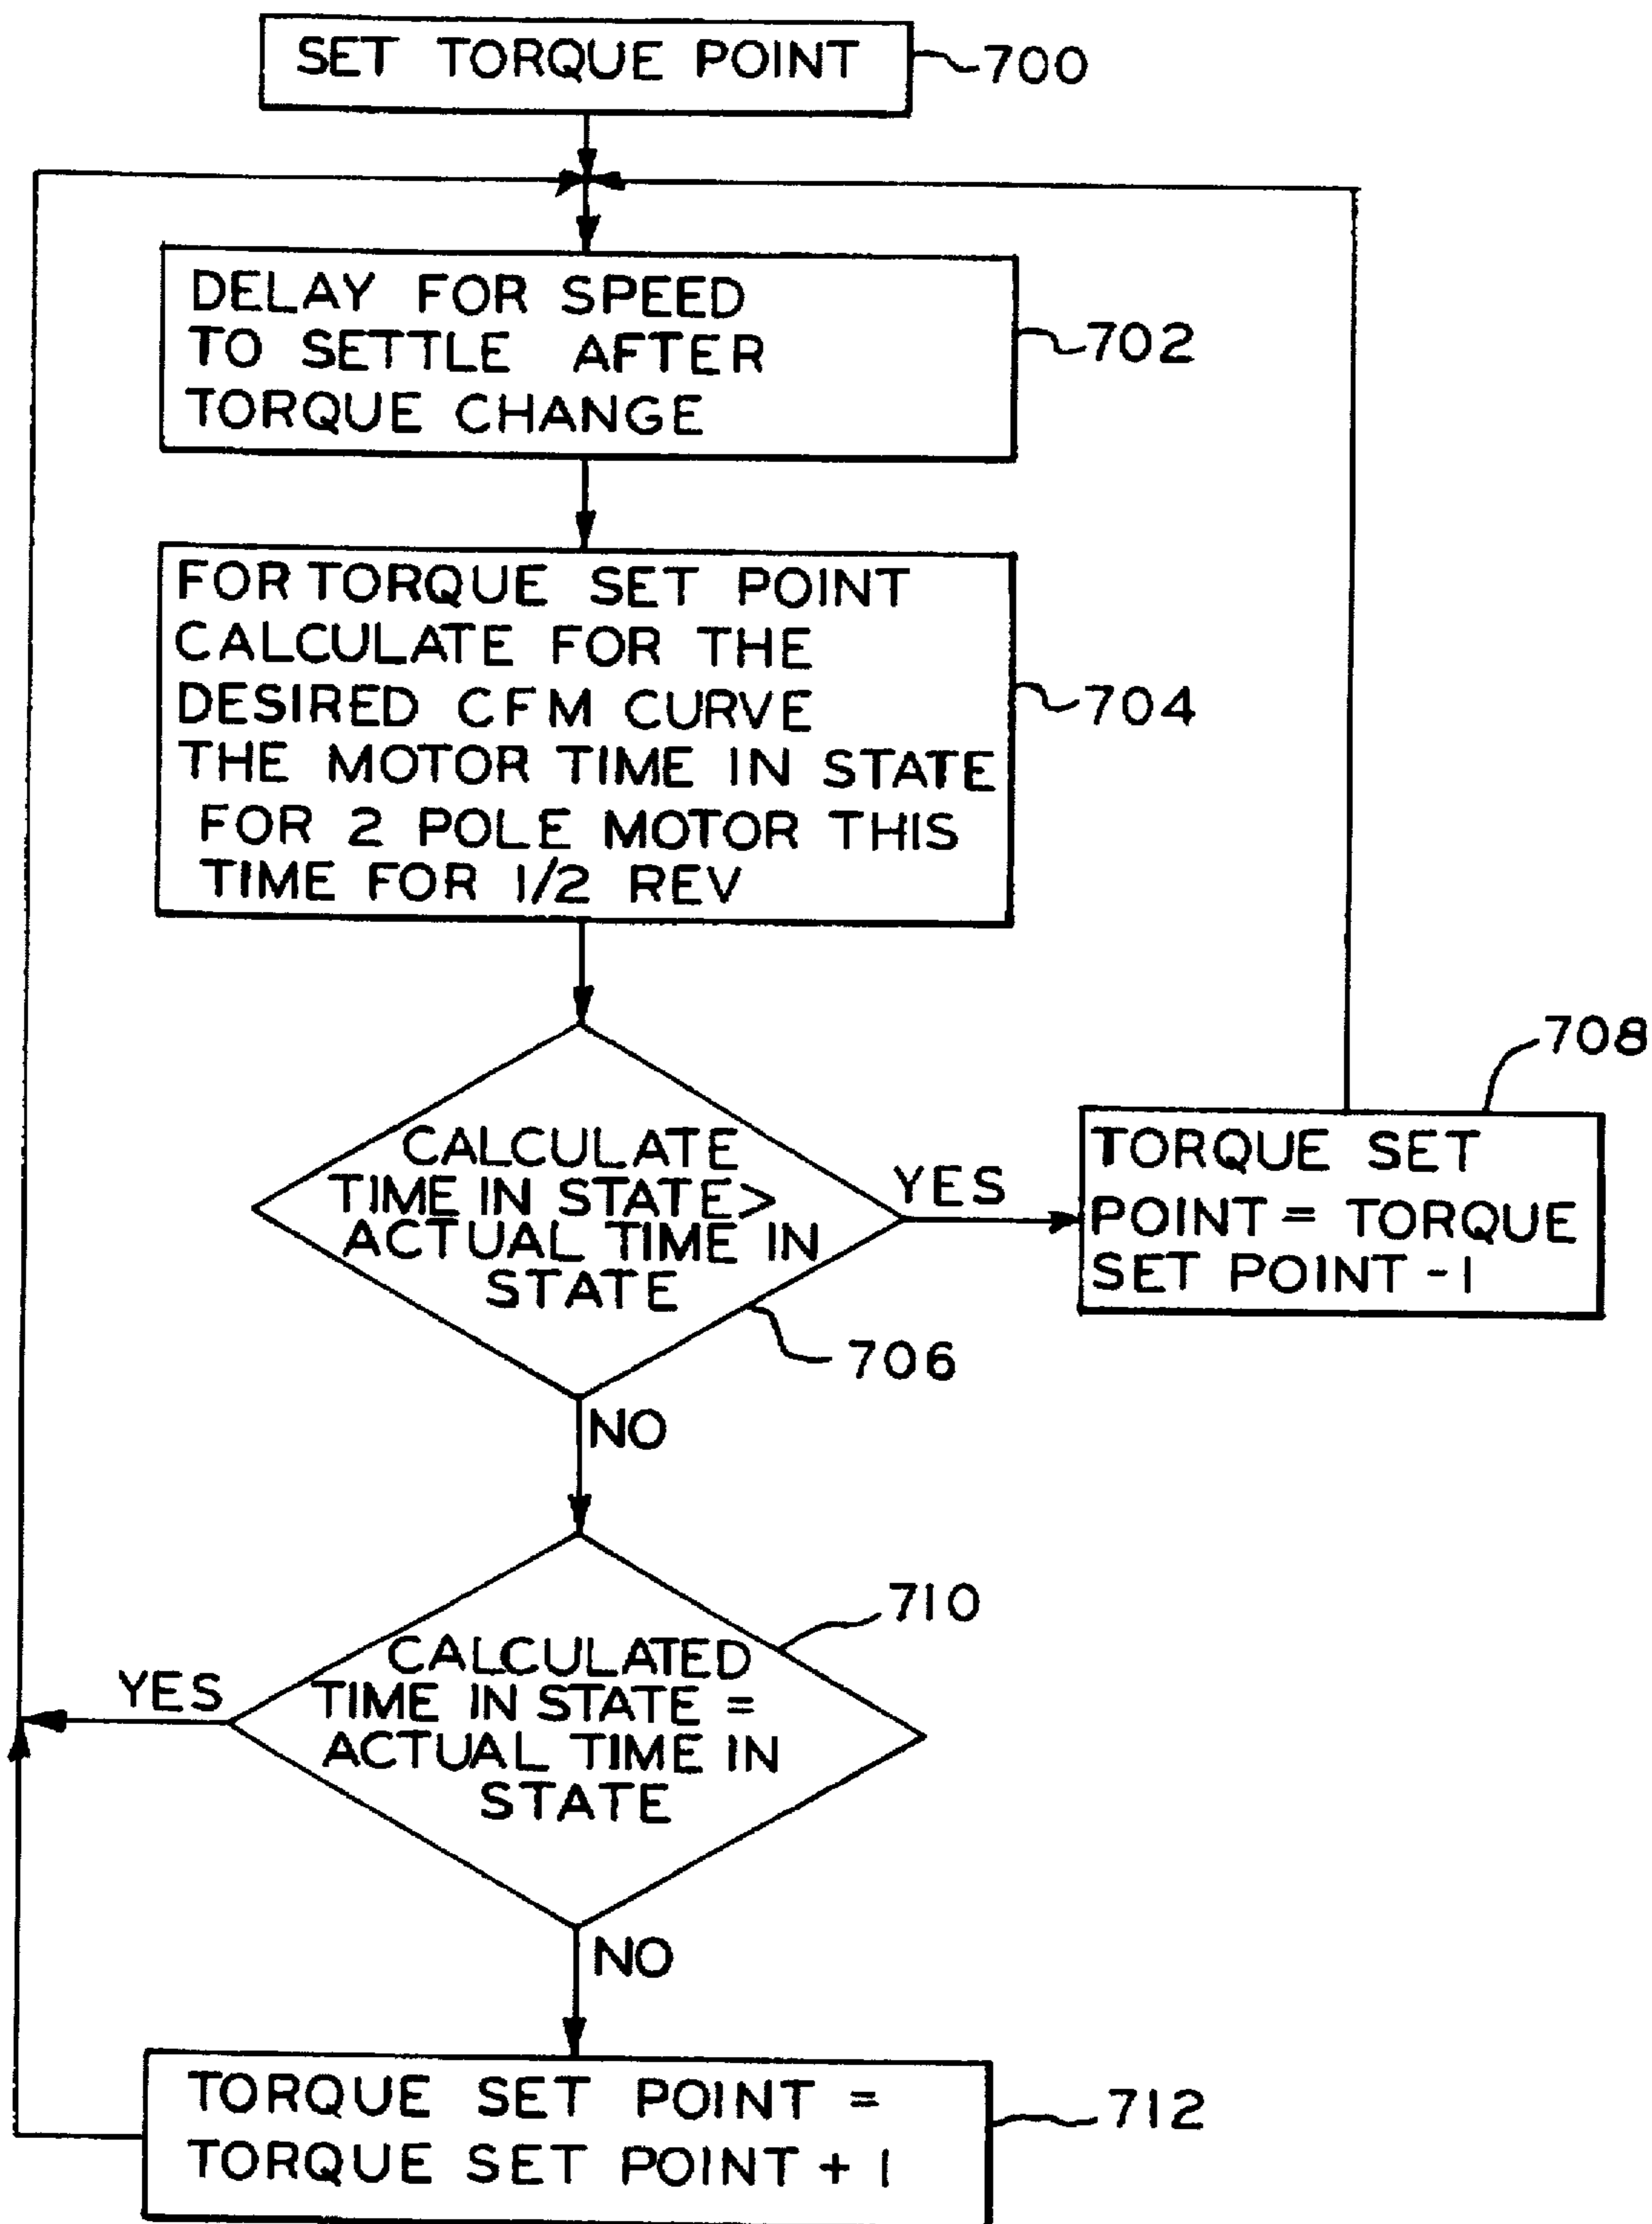 SET TORQUE POINT
700
DELAY FOR SPEED
TO SETTLE AFTER
TORQUE CHANGE
702
FOR TORQUE SET POINT
CALCULATE FOR THE
DESIRED CFM CURVE
THE MOTOR TIME IN STATE
FOR 2 POLE MOTOR THIS
TIME FOR 1/2 REV
704
CALCULATE
TIME IN STATE>
ACTUAL TIME IN
STATE
706
YES
708
TORQUE SET
POINT = TORQUE
SET POINT -1
NO
710
CALCULATED
TIME IN STATE =
ACTUAL TIME IN
STATE
YES
NO
TORQUE SET POINT =
TORQUE SET POINT + 1
712